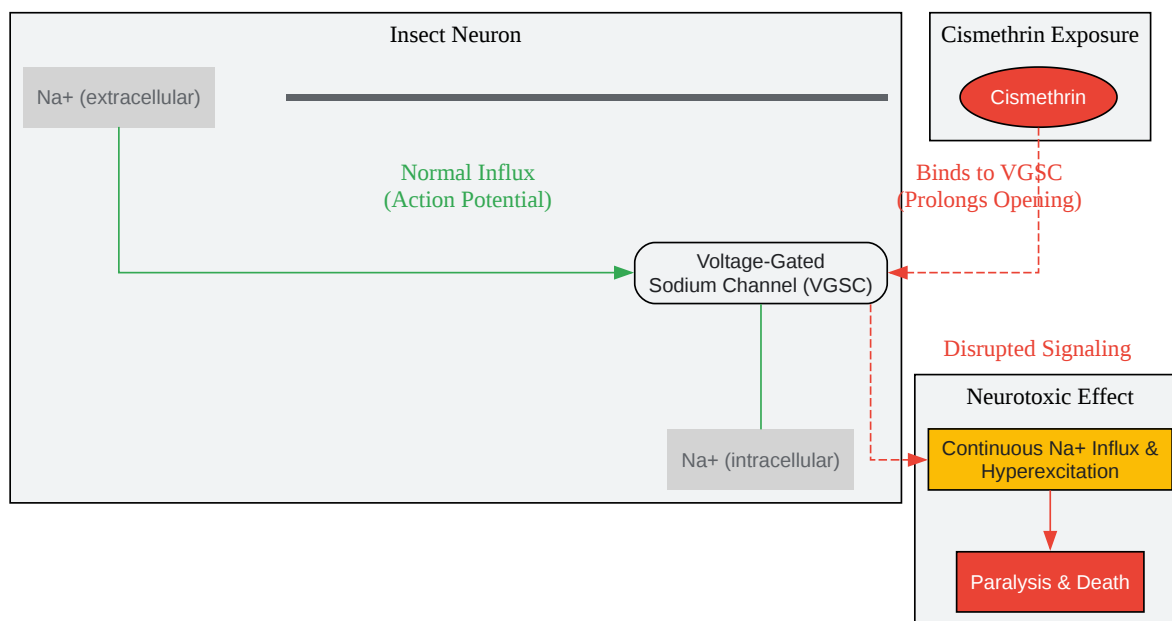 Insect Neuron
Cismethrin Exposure
Na+ (extracellular)
Cismethrin
Normal Influx
(Action Potential)
Binds to VGSC
(Prolongs Opening)
Voltage-Gated
Sodium Channel (VGSC)
Disrupted Signaling
Neurotoxic Effect
Na+ (intracellular)
Continuous Na+ Influx &
Hyperexcitation
Paralysis & Death